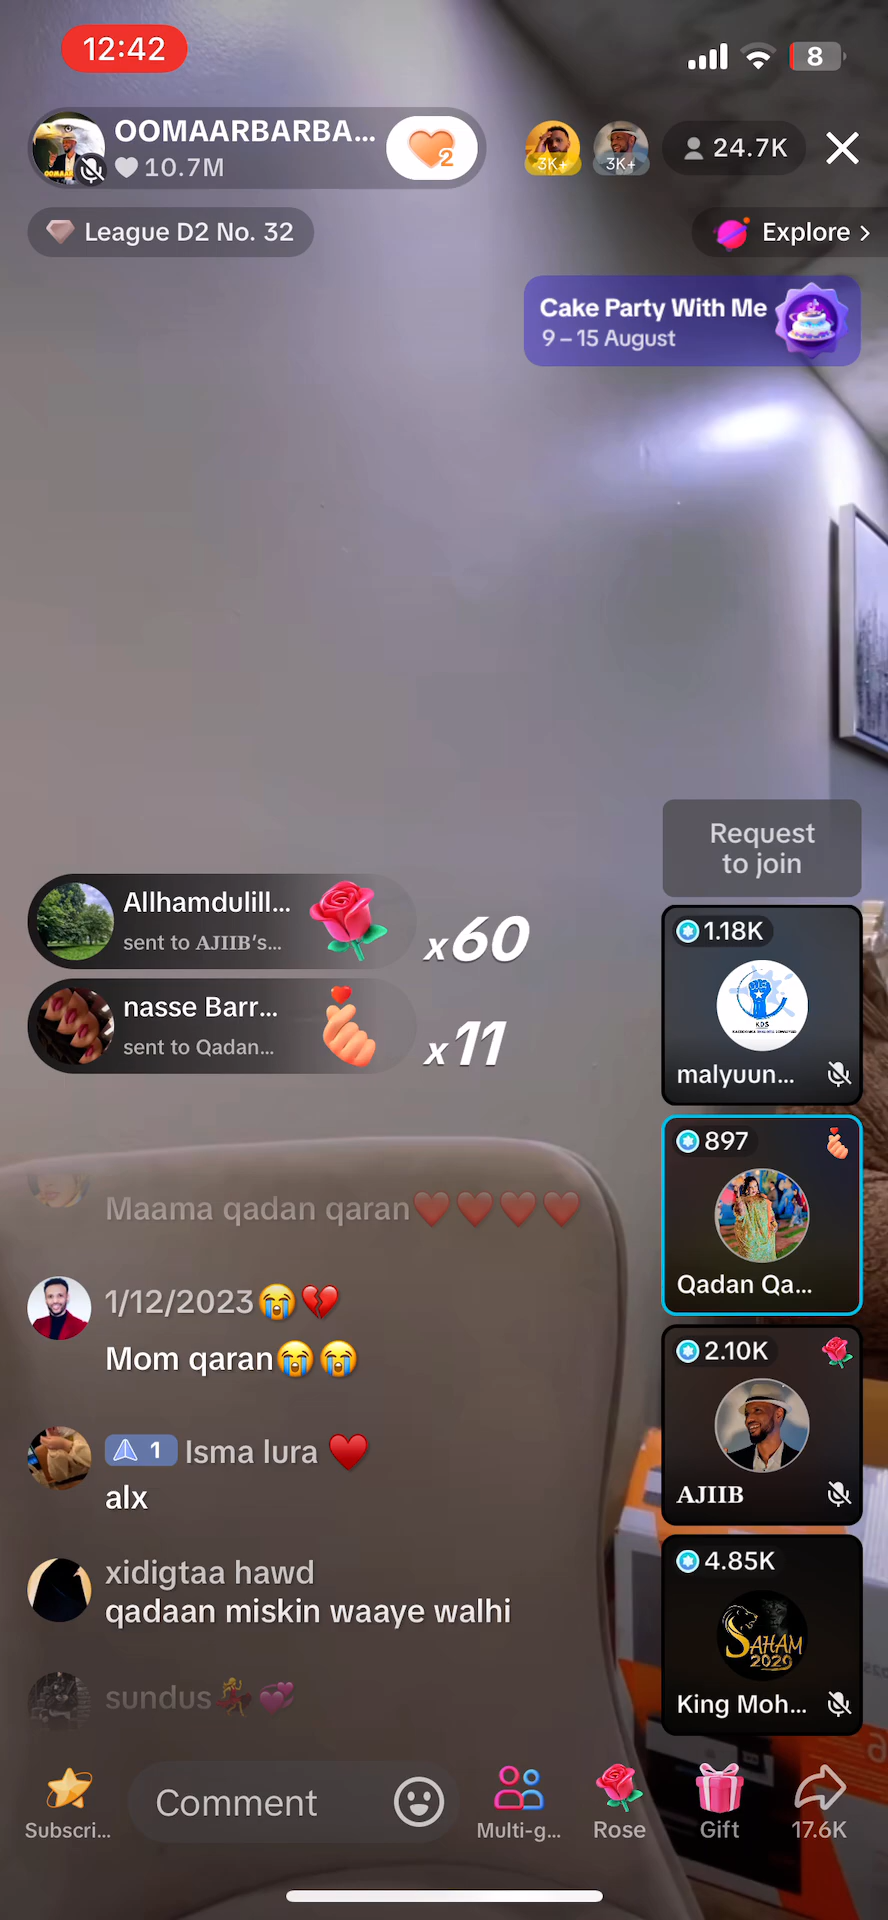 12:42
8
OOMAARBARBA...
10.7M
2
3K+
3K+
24.7K
League D2 No. 32
Explore >
Cake Party With Me
9 – 15 August
Request
to join
Allhamdulill...
sent to AJIIB's...
x60
nasse Barr...
sent to Qadan...
x11
1.18K
KDS
malyuun...
897
Qadan Qa...
2.10K
AJIIB
4.85K
SAHAM
2029
King Moh...
Maama qadan qaran❤️❤️❤️❤️
1/12/2023😭💔
Mom qaran😭😭
1 Isma lura ❤️
alx
xidigtaa hawd
qadaan miskin waaye walhi
sundus💃💞
Subscri...
Comment
Multi-g...
Rose
Gift
17.6K